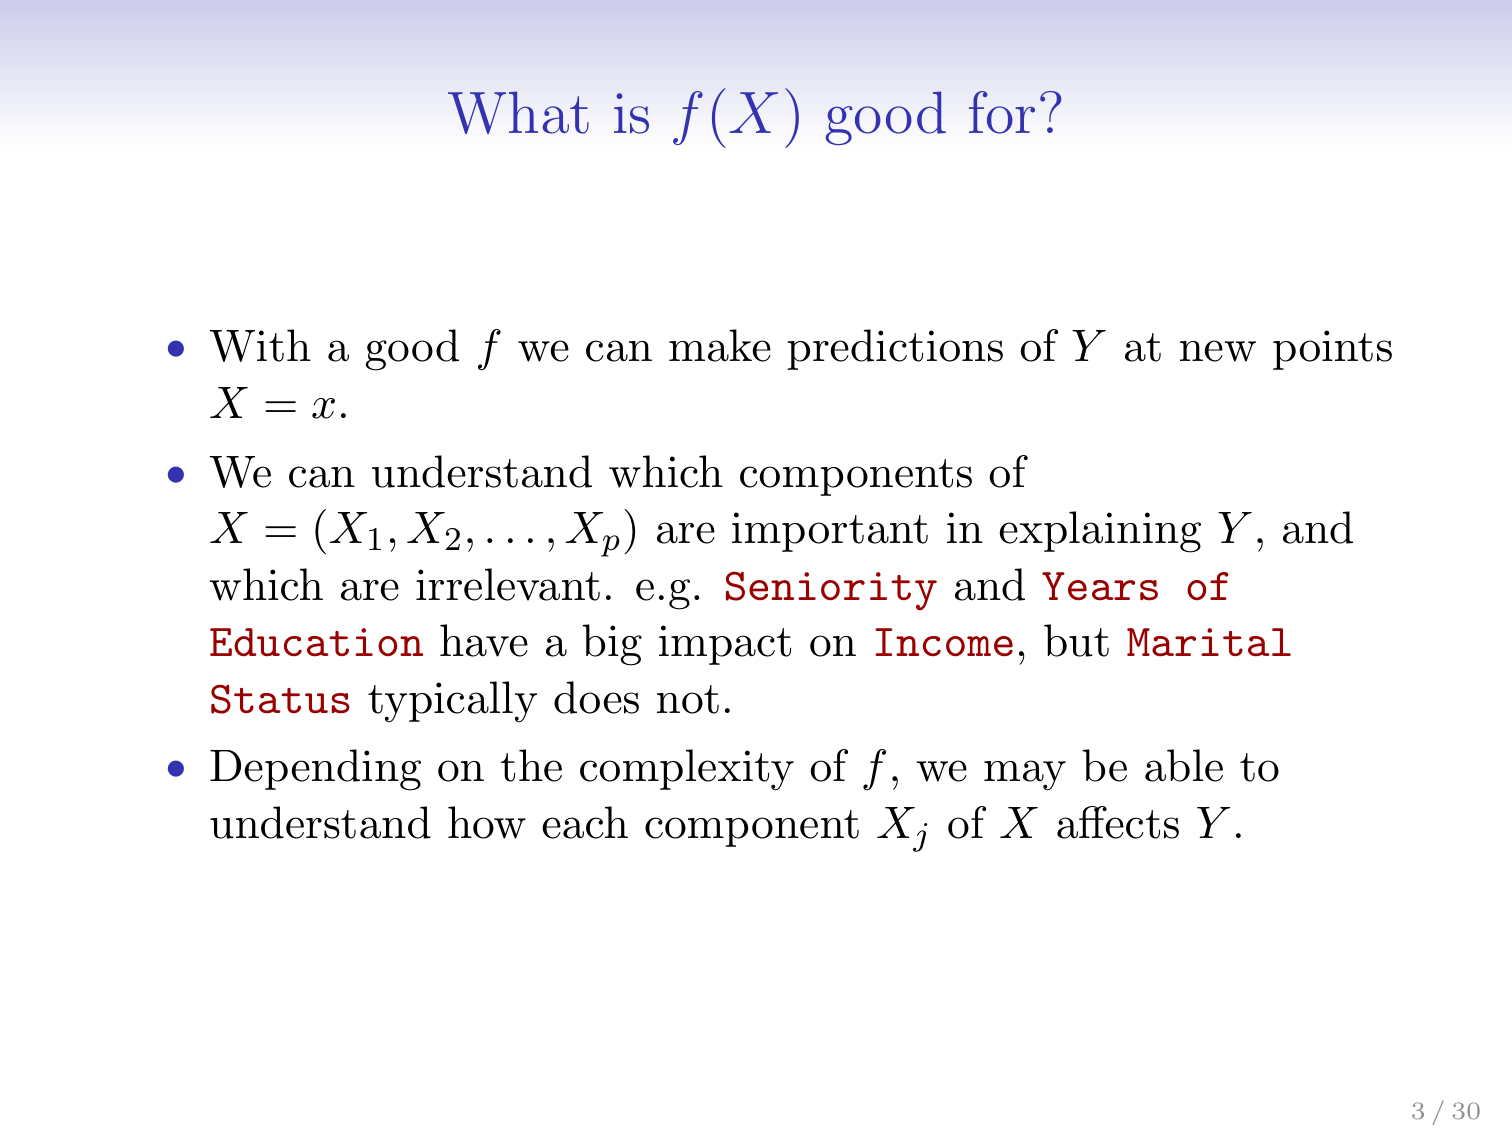 What is f(X) good for?
• With a good f we can make predictions of Y at new points
X = x.
• We can understand which components of
X = (X₁, X₂, . . . , Xₚ) are important in explaining Y, and
which are irrelevant. e.g. Seniority and Years of
Education have a big impact on Income, but Marital
Status typically does not.
• Depending on the complexity of f, we may be able to
understand how each component Xⱼ of X affects Y.
3 / 30